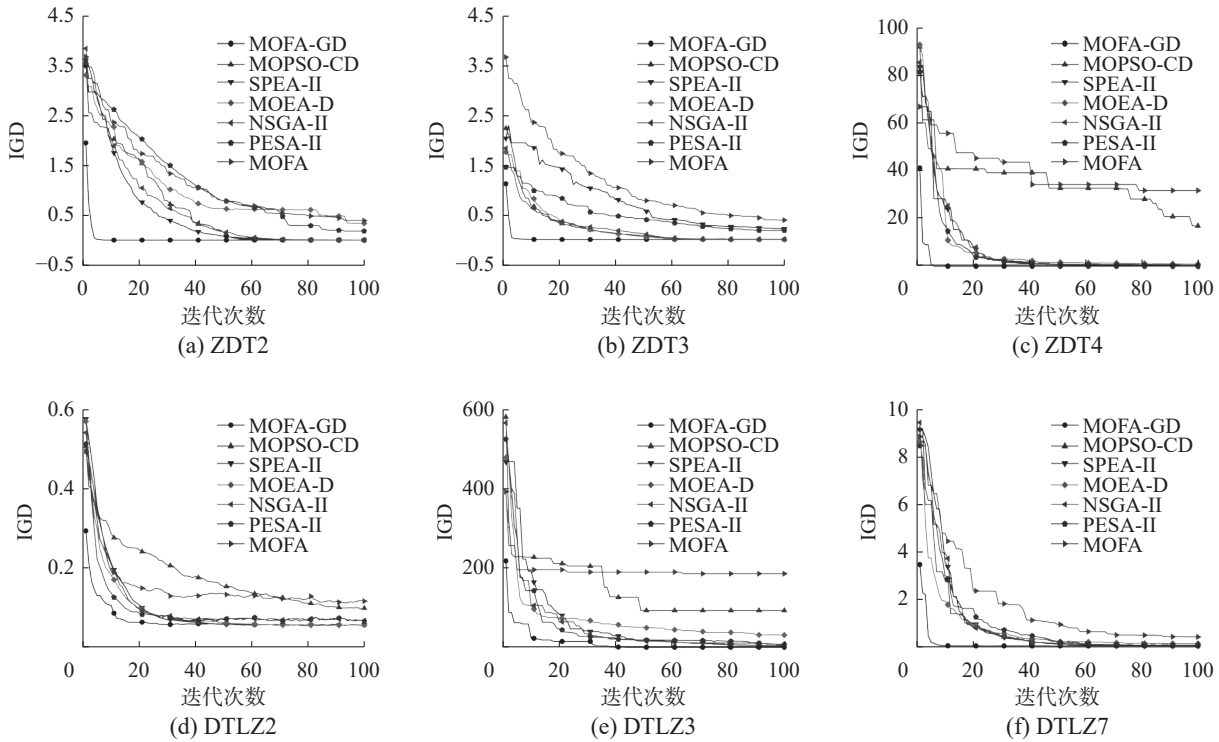 4.5
3.5
2.5
1.5
0.5
−0.5
IGD
MOFA-GD
MOPSO-CD
SPEA-II
MOEA-D
NSGA-II
PESA-II
MOFA
0 20 40 60 80 100
迭代次数
(a) ZDT2
4.5
3.5
2.5
1.5
0.5
−0.5
IGD
MOFA-GD
MOPSO-CD
SPEA-II
MOEA-D
NSGA-II
PESA-II
MOFA
0 20 40 60 80 100
迭代次数
(b) ZDT3
100
80
60
40
20
IGD
MOFA-GD
MOPSO-CD
SPEA-II
MOEA-D
NSGA-II
PESA-II
MOFA
0 20 40 60 80 100
迭代次数
(c) ZDT4
0.6
0.4
0.2
IGD
MOFA-GD
MOPSO-CD
SPEA-II
MOEA-D
NSGA-II
PESA-II
MOFA
0 20 40 60 80 100
迭代次数
(d) DTLZ2
600
400
200
IGD
MOFA-GD
MOPSO-CD
SPEA-II
MOEA-D
NSGA-II
PESA-II
MOFA
0 20 40 60 80 100
迭代次数
(e) DTLZ3
10
8
6
4
2
IGD
MOFA-GD
MOPSO-CD
SPEA-II
MOEA-D
NSGA-II
PESA-II
MOFA
0 20 40 60 80 100
迭代次数
(f) DTLZ7